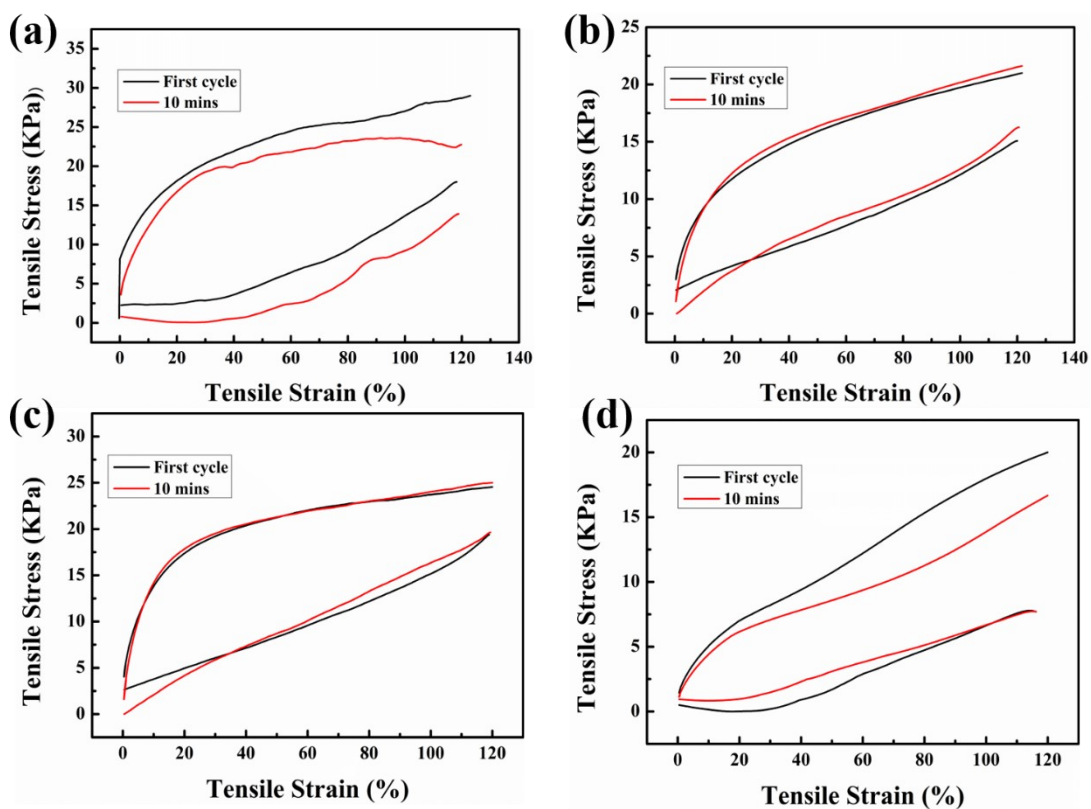 (a)
35
30
25
20
15
10
5
0
Tensile Stress (KPa))
First cycle
10 mins
0 20 40 60 80 100 120 140
Tensile Strain (%)
(b)
25
20
15
10
5
0
Tensile Stress (KPa)
First cycle
10 mins
0 20 40 60 80 100 120 140
Tensile Strain (%)
(c)
30
25
20
15
10
5
0
Tensile Stress (KPa)
First cycle
10 mins
0 20 40 60 80 100 120
Tensile Strain (%)
(d)
20
15
10
5
0
Tensile Stress (KPa)
First cycle
10 mins
0 20 40 60 80 100 120
Tensile Strain (%)